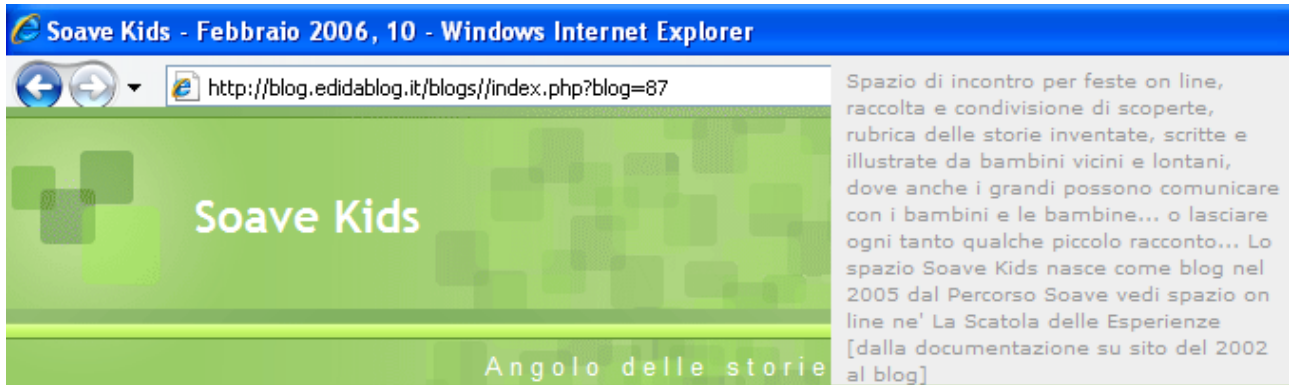 Soave Kids - Febbraio 2006, 10 - Windows Internet Explorer
http://blog.edidablog.it/blogs//index.php?blog=87
Soave Kids
Angolo delle storie
Spazio di incontro per feste on line,
raccolta e condivisione di scoperte,
rubrica delle storie inventate, scritte e
illustrate da bambini vicini e lontani,
dove anche i grandi possono comunicare
con i bambini e le bambine... o lasciare
ogni tanto qualche piccolo racconto... Lo
spazio Soave Kids nasce come blog nel
2005 dal Percorso Soave vedi spazio on
line ne' La Scatola delle Esperienze
[dalla documentazione su sito del 2002
al blog]